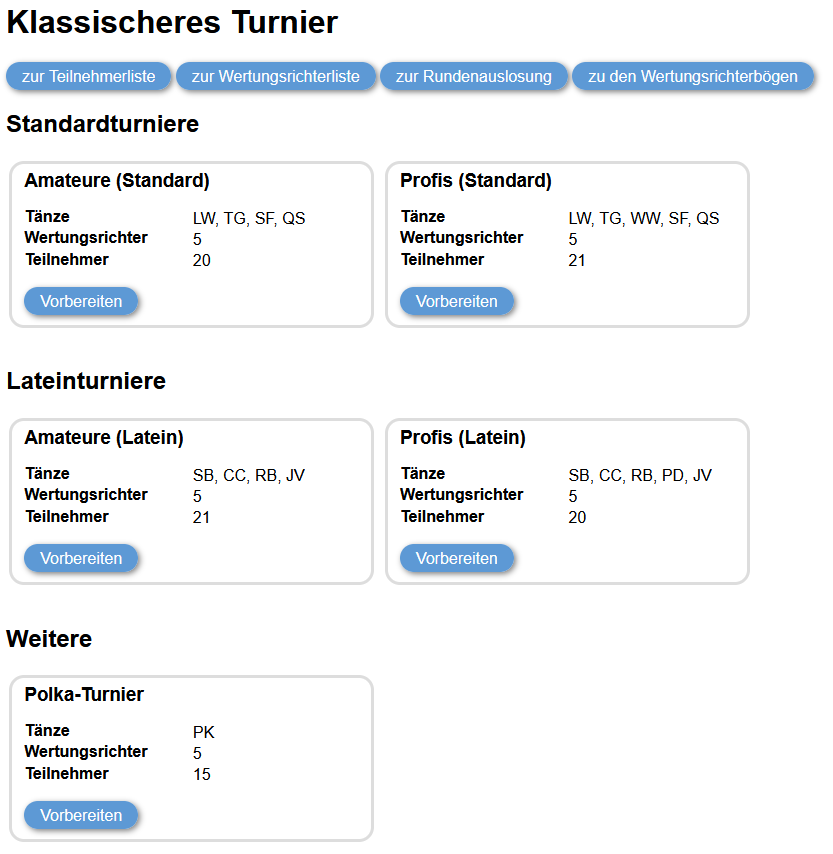 Klassischeres Turnier
zur Teilnehmerliste zur Wertungsrichterliste zur Rundenauslosung zu den Wertungsrichterbögen
Standardturniere
Amateure (Standard)
Tänze LW, TG, SF, QS
Wertungsrichter 5
Teilnehmer 20
Vorbereiten
Profis (Standard)
Tänze LW, TG, WW, SF, QS
Wertungsrichter 5
Teilnehmer 21
Vorbereiten
Lateinturniere
Amateure (Latein)
Tänze SB, CC, RB, JV
Wertungsrichter 5
Teilnehmer 21
Vorbereiten
Profis (Latein)
Tänze SB, CC, RB, PD, JV
Wertungsrichter 5
Teilnehmer 20
Vorbereiten
Weitere
Polka-Turnier
Tänze PK
Wertungsrichter 5
Teilnehmer 15
Vorbereiten